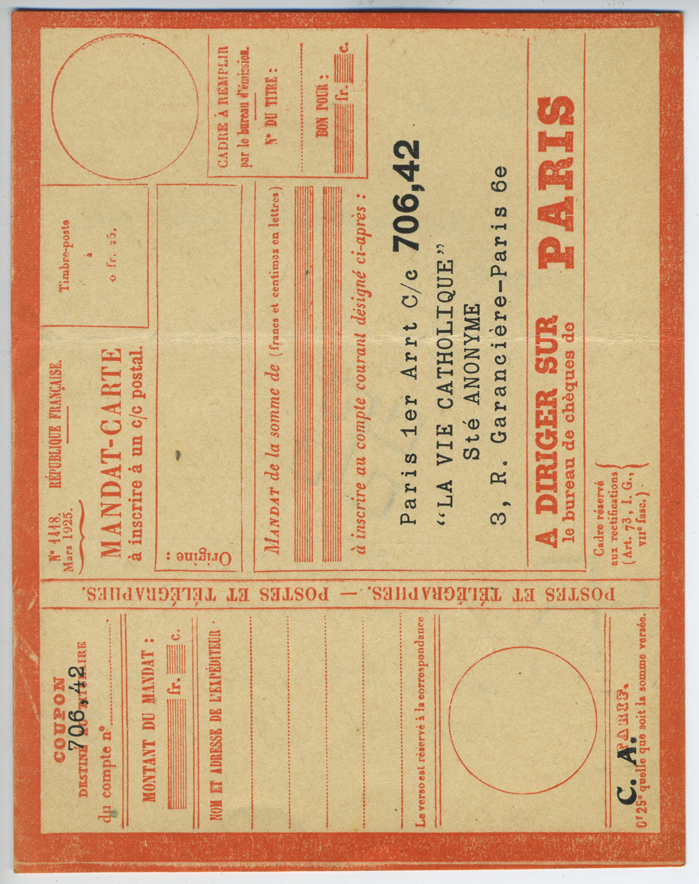 COUPON
706,42
DESTINÉ AU TITULAIRE
du compte n°
MONTANT DU MANDAT :
fr. c.
NOM ET ADRESSE DE L'EXPÉDITEUR
Le verso est réservé à la correspondance
C. A.
TARIF.
0f 25c quelle que soit la somme versée.
POSTES ET TÉLÉGRAPHES. — POSTES ET TÉLÉGRAPHES.
N° 1418.
Mars 1925.
RÉPUBLIQUE FRANÇAISE.
MANDAT-CARTE
à inscrire à un c/c postal.
Timbre-poste
à
0 fr. 25.
Origine :
CADRE À REMPLIR
par le bureau d'émission.
N° DU TITRE :
BON POUR :
fr. c.
MANDAT de la somme de (francs et centimes en lettres)
à inscrire au compte courant désigné ci-après :
Paris 1er Arrt C/c 706,42
“LA VIE CATHOLIQUE”
Sté ANONYME
3, R. Garancière-Paris 6e
A DIRIGER SUR
le bureau de chèques de
PARIS
Cadre réservé
aux rectifications
(Art. 73, I. G.,
VIIe fasc.)